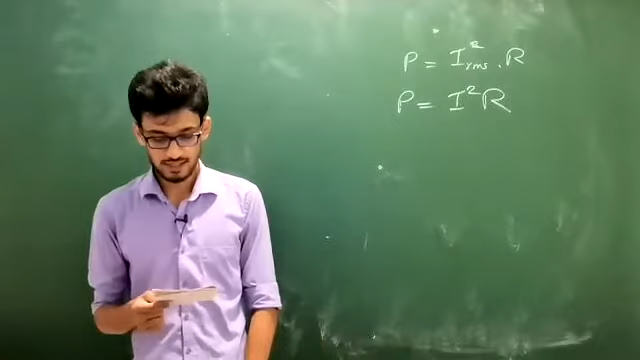 P = I²rms . R
P = I²R